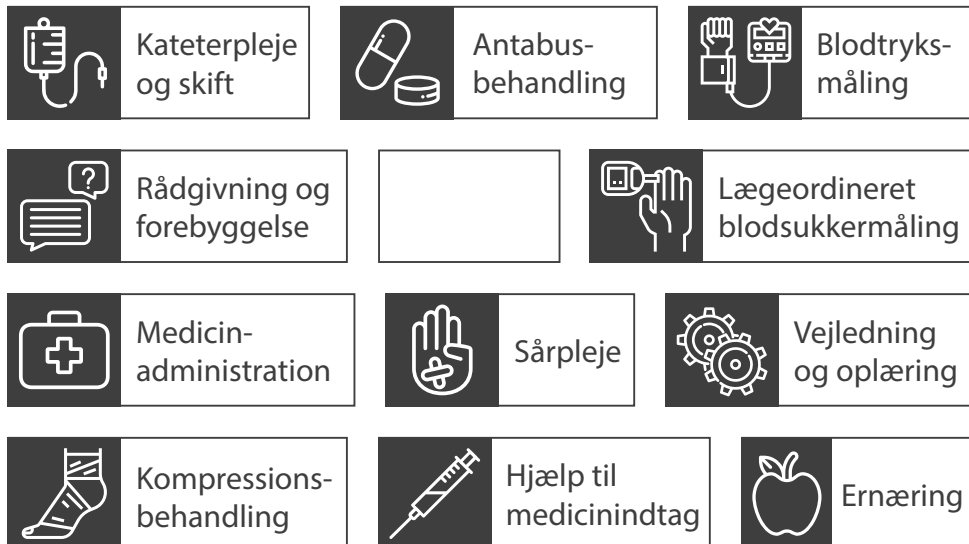 Kateterpleje
og skift
Antabus-
behandling
Blodtryks-
måling
Rådgivning og
forebyggelse
?
Lægeordineret
blodsukkermåling
Medicin-
administration
Sårpleje
Vejledning
og oplæring
Kompressions-
behandling
Hjælp til
medicinindtag
Ernæring